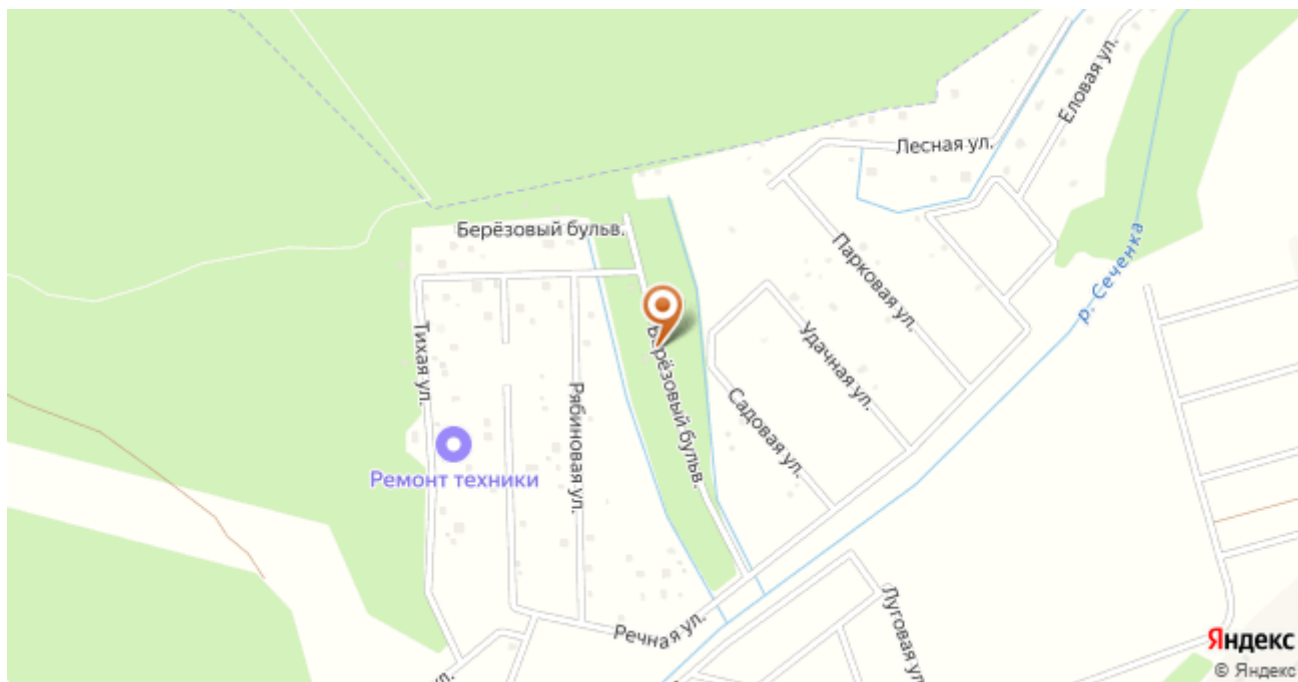 Еловая ул.
Лесная ул.
Берёзовый бульв.
Парковая ул.
р. Сеченка
Тихая ул.
Удачная ул.
Берёзовый бульв.
Рябиновая ул.
Садовая ул.
Ремонт техники
Речная ул.
Луговая ул.
ул.
Яндекс
© Яндекс